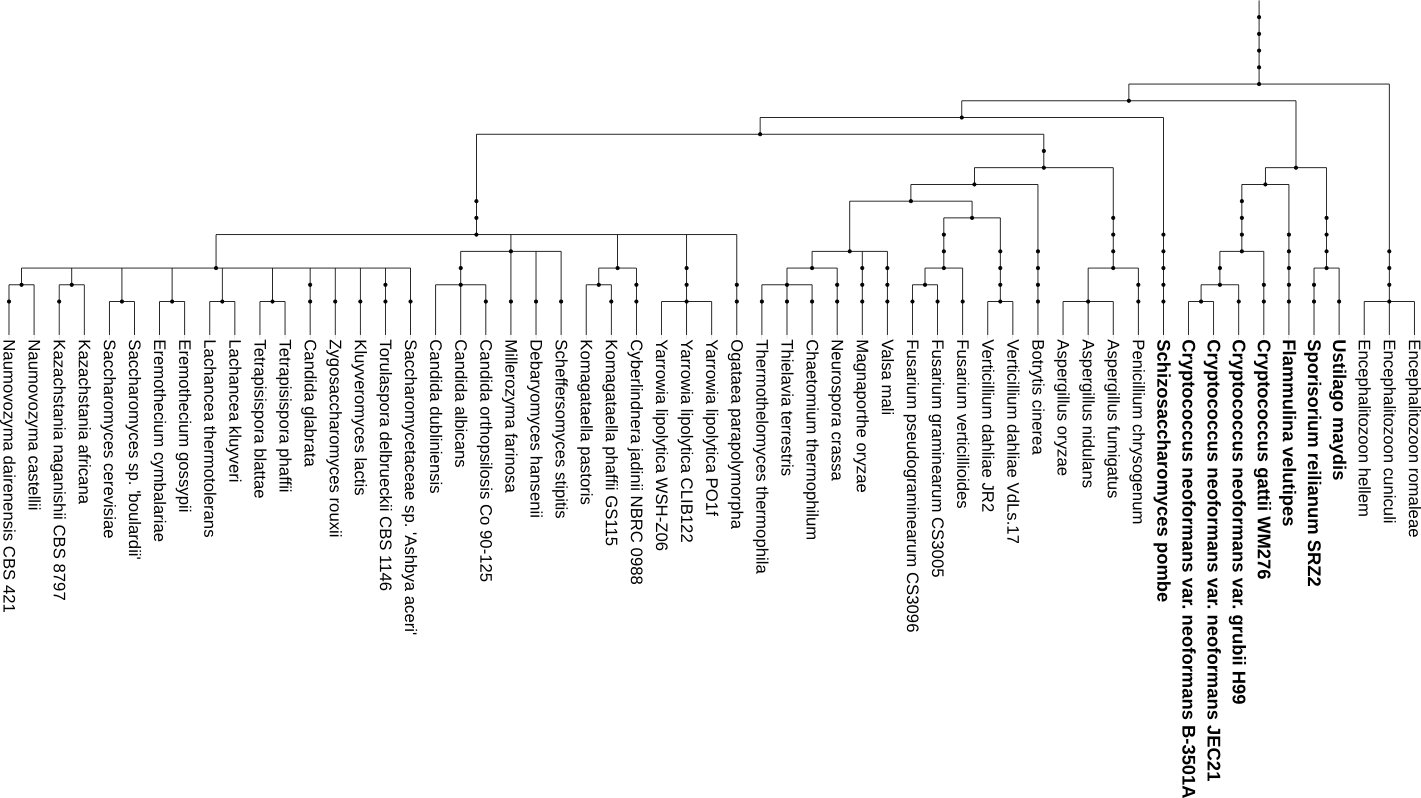 Naumovozyma dairenensis CBS 421
Naumovozyma castellii
Kazachstania naganishii CBS 8797
Kazachstania africana
Saccharomyces cerevisiae
Saccharomyces sp. 'boulardii'
Eremothecium cymbalariae
Eremothecium gossypii
Lachancea thermotolerans
Lachancea kluyveri
Tetrapisispora blattae
Tetrapisispora phaffii
Candida glabrata
Zygosaccharomyces rouxii
Kluyveromyces lactis
Torulaspora delbrueckii CBS 1146
Saccharomycetaceae sp. 'Ashbya aceri'
Candida dubliniensis
Candida albicans
Candida orthopsilosis Co 90-125
Millerozyma farinosa
Debaryomyces hansenii
Scheffersomyces stipitis
Komagataella pastoris
Komagataella phaffii GS115
Cyberlindnera jadinii NBRC 0988
Yarrowia lipolytica WSH-Z06
Yarrowia lipolytica CLIB122
Yarrowia lipolytica PO1f
Ogataea parapolymorpha
Thermothelomyces thermophila
Thielavia terrestris
Chaetomium thermophilum
Neurospora crassa
Magnaporthe oryzae
Valsa mali
Fusarium pseudograminearum CS3096
Fusarium graminearum CS3005
Fusarium verticillioides
Verticillium dahliae JR2
Verticillium dahliae VdLs.17
Botrytis cinerea
Aspergillus oryzae
Aspergillus nidulans
Aspergillus fumigatus
Penicillium chrysogenum
Schizosaccharomyces pombe
Cryptococcus neoformans var. neoformans B-3501A
Cryptococcus neoformans var. neoformans JEC21
Cryptococcus neoformans var. grubii H99
Cryptococcus gattii WM276
Flammulina velutipes
Sporisorium reilianum SRZ2
Ustilago maydis
Encephalitozoon hellem
Encephalitozoon cuniculi
Encephalitozoon romaleae